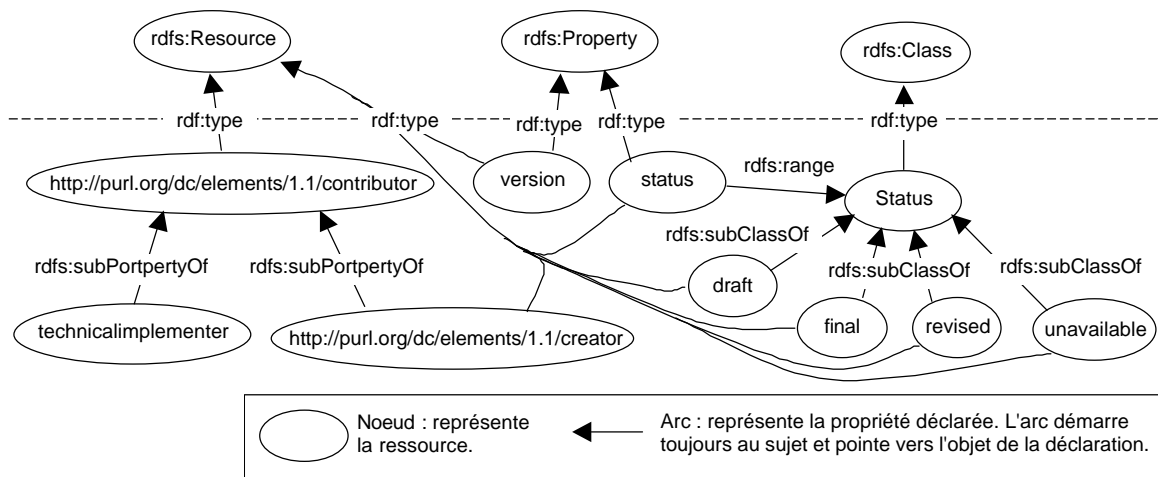 rdfs:Resource
rdfs:Property
rdfs:Class
rdf:type
rdf:type
rdf:type
rdf:type
rdf:type
http://purl.org/dc/elements/1.1/contributor
version
status
rdfs:range
Status
rdfs:subClassOf
rdfs:subPortpertyOf
rdfs:subPortpertyOf
rdfs:subClassOf
rdfs:subClassOf
draft
technicalimplementer
http://purl.org/dc/elements/1.1/creator
final
revised
unavailable
Noeud : représente
la ressource.
Arc : représente la propriété déclarée. L'arc démarre
toujours au sujet et pointe vers l'objet de la déclaration.